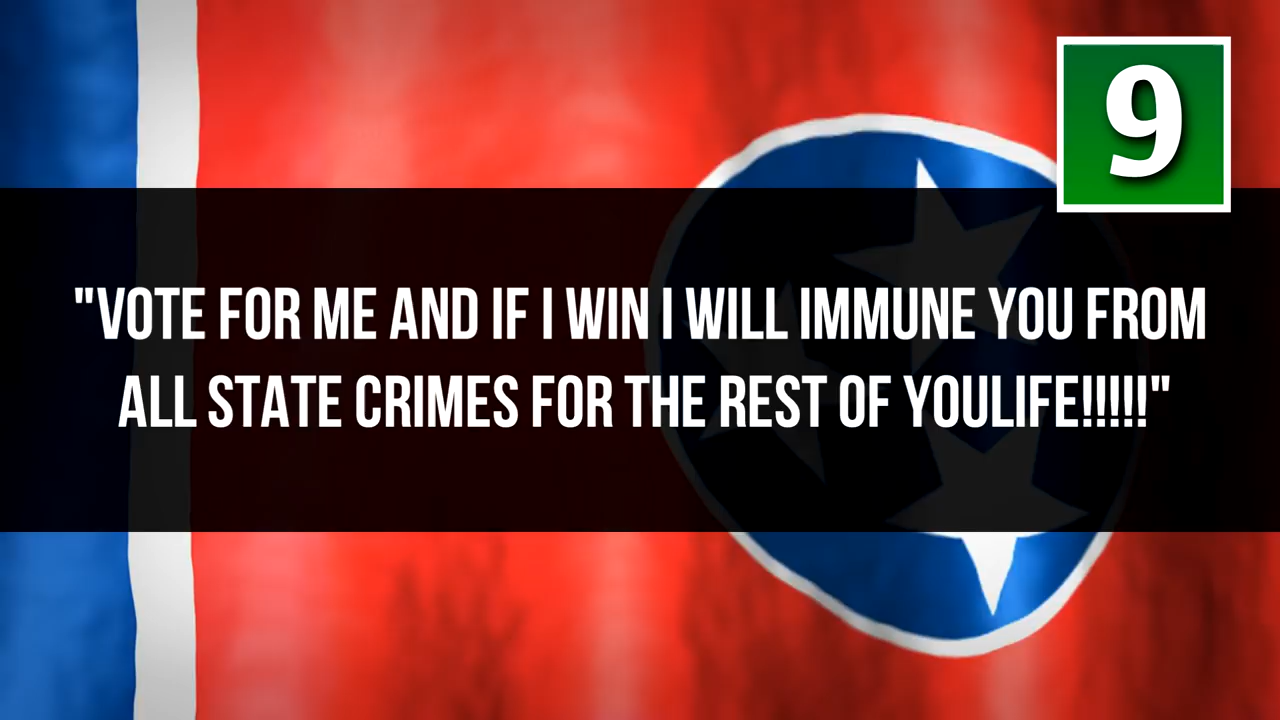 9
"VOTE FOR ME AND IF I WIN I WILL IMMUNE YOU FROM
ALL STATE CRIMES FOR THE REST OF YOULIFE!!!!!"